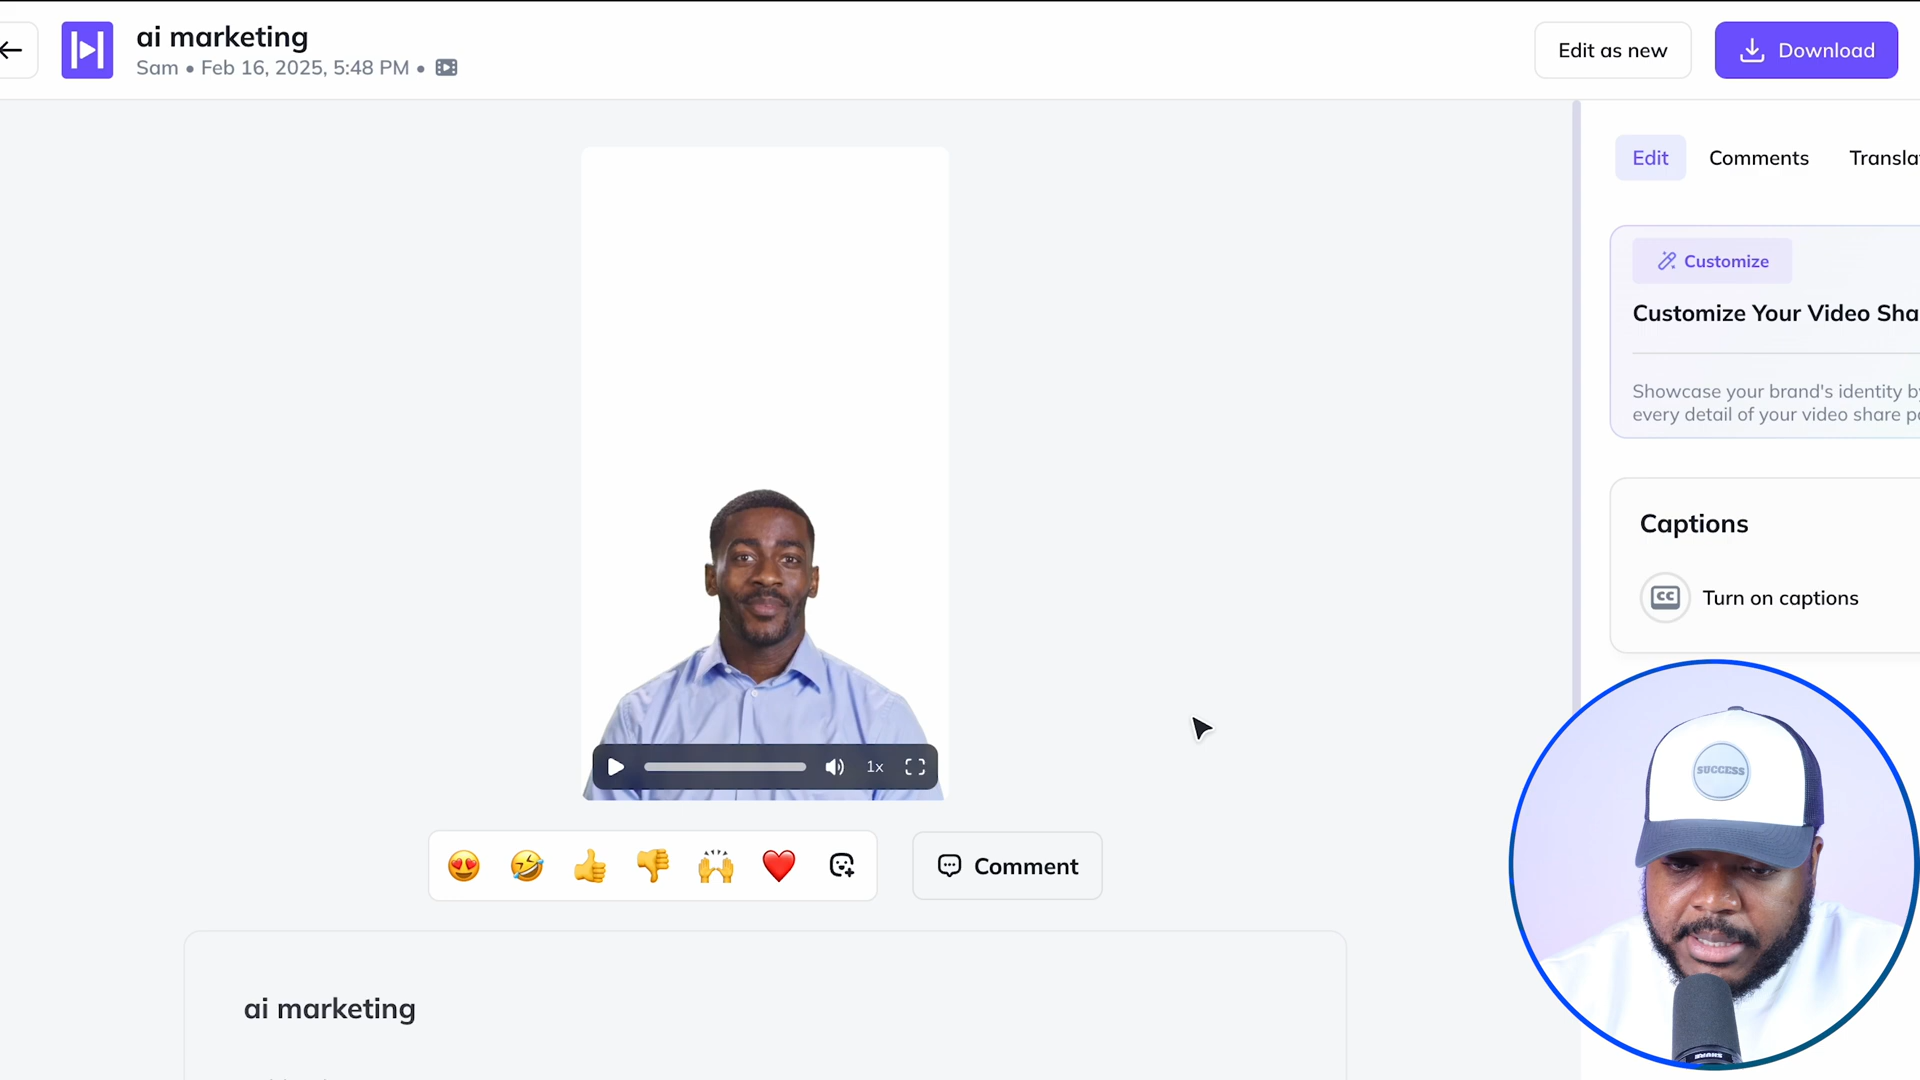 ai marketing
Sam • Feb 16, 2025, 5:48 PM •
Edit as new
Download
Edit
Comments
Transla
Customize
Customize Your Video Sha
Showcase your brand's identity b
every detail of your video share p
Captions
CC
Turn on captions
1x
Comment
SUCCESS
ai marketing